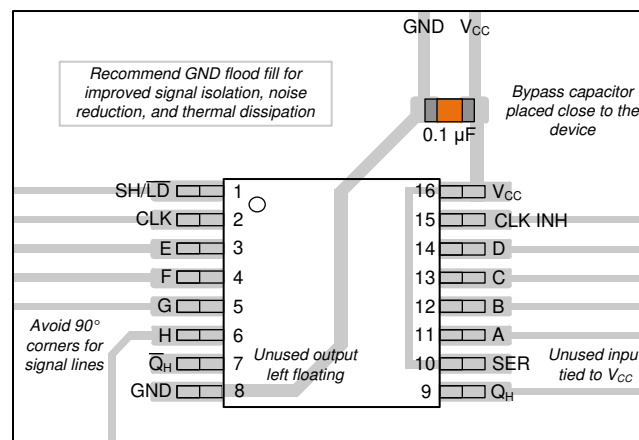 GND VCC
Recommend GND flood fill for
improved signal isolation, noise
reduction, and thermal dissipation
Bypass capacitor
placed close to the
device
0.1 µF
SH/L̅D̅ 1 16 VCC
CLK 2 15 CLK INH
E 3 14 D
F 4 13 C
G 5 12 B
H 6 11 A
Q̅H 7 10 SER
GND 8 9 QH
Avoid 90°
corners for
signal lines
Unused output
left floating
Unused inpu
tied to VCC